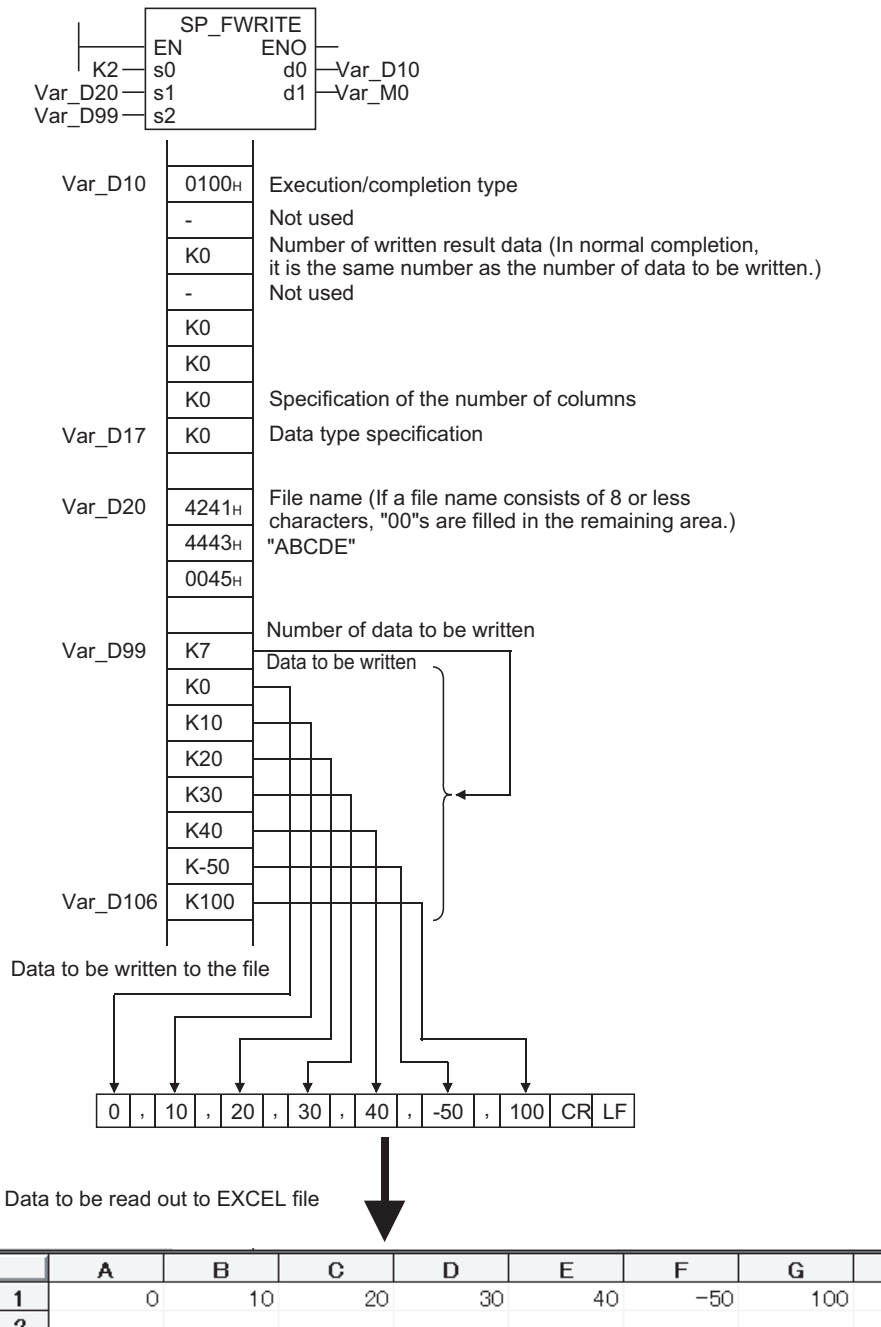 SP_FWRITE
EN ENO
K2 s0 d0 Var_D10
Var_D20 s1 d1 Var_M0
Var_D99 s2
Var_D10 0100H Execution/completion type
- Not used
K0 Number of written result data (In normal completion,
it is the same number as the number of data to be written.)
- Not used
K0
K0
K0 Specification of the number of columns
Var_D17 K0 Data type specification
Var_D20 4241H File name (If a file name consists of 8 or less
characters, "00"s are filled in the remaining area.)
4443H "ABCDE"
0045H
Number of data to be written
Var_D99 K7
Data to be written
K0
K10
K20
K30
K40
K-50
Var_D106 K100
Data to be written to the file
0 , 10 , 20 , 30 , 40 , -50 , 100 CR LF
Data to be read out to EXCEL file
A B C D E F G
1 0 10 20 30 40 -50 100
2